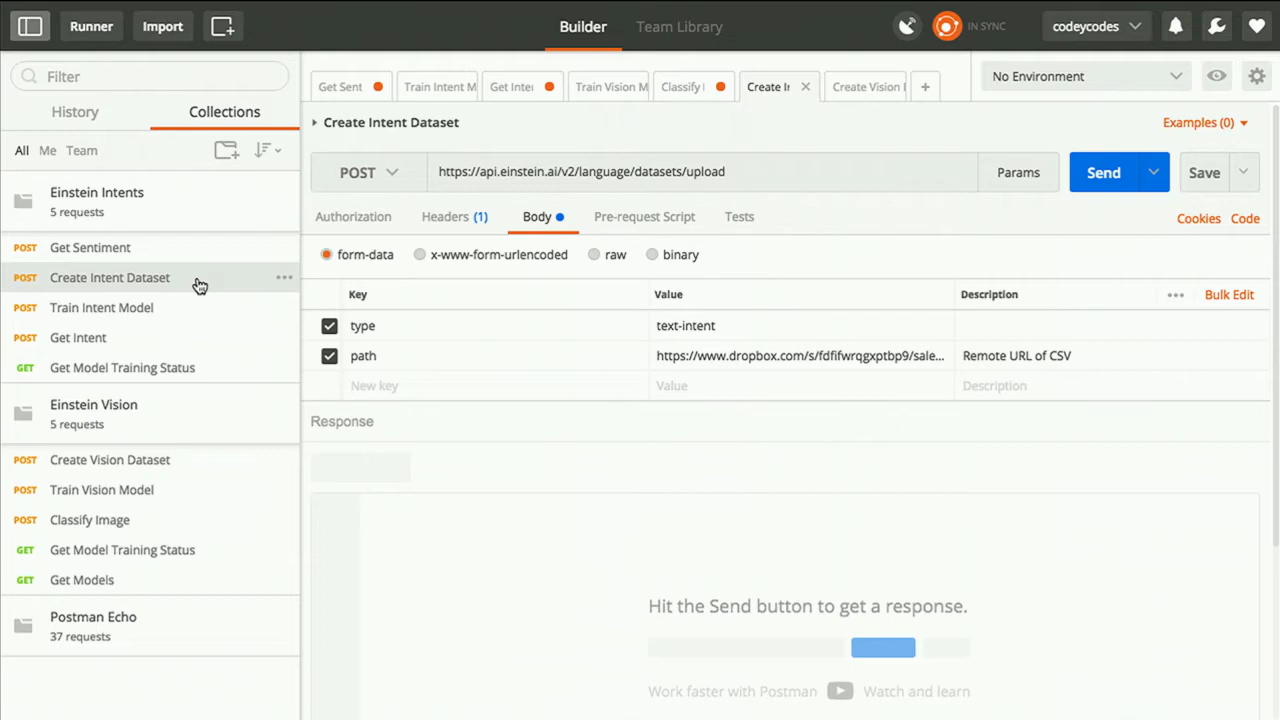 Runner
Import
Builder
Team Library
IN SYNC
codeycodes
Filter
History
Collections
All Me Team
Einstein Intents
5 requests
POST Get Sentiment
POST Create Intent Dataset
POST Train Intent Model
POST Get Intent
GET Get Model Training Status
Einstein Vision
5 requests
POST Create Vision Dataset
POST Train Vision Model
POST Classify Image
GET Get Model Training Status
GET Get Models
Postman Echo
37 requests
Get Sent
Train Intent M
Get Inter
Train Vision M
Classify
Create Ir
Create Vision
No Environment
Create Intent Dataset
Examples (0)
POST
https://api.einstein.ai/v2/language/datasets/upload
Params
Send
Save
Authorization
Headers (1)
Body
Pre-request Script
Tests
Cookies
Code
form-data
x-www-form-urlencoded
raw
binary
Key Value Description
Bulk Edit
type text-intent
path https://www.dropbox.com/s/fdfifwrqgxptbp9/sale... Remote URL of CSV
New key Value Description
Response
Hit the Send button to get a response.
Work faster with Postman Watch and learn